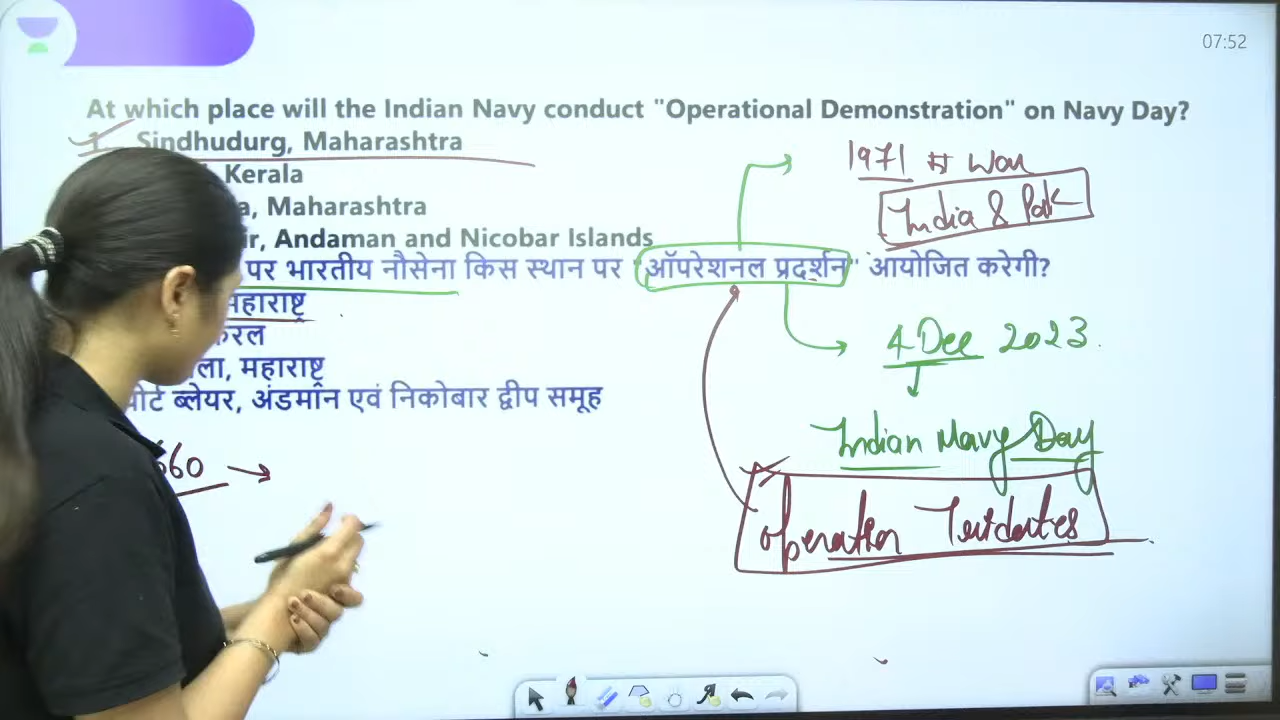 07:52
At which place will the Indian Navy conduct "Operational Demonstration" on Navy Day?
1. Sindhudurg, Maharashtra
Kerala
Maharashtra
Andaman and Nicobar Islands
पर भारतीय नौसेना किस स्थान पर "ऑपरेशनल प्रदर्शन" आयोजित करेगी?
महाराष्ट्र
महाराष्ट्र
ब्लेयर, अंडमान एवं निकोबार द्वीप समूह
1971 # War
India & Pak
4 Dec 2023.
Indian Navy Day
Operation